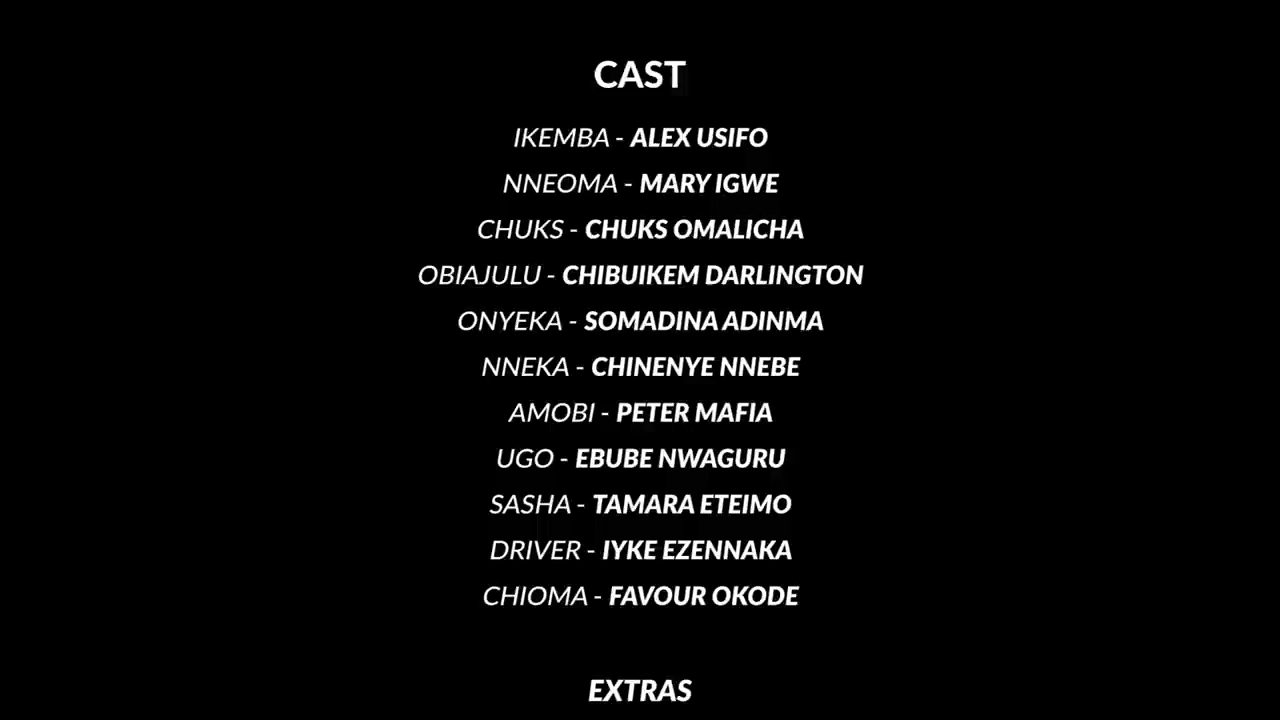 CAST
IKEMBA - ALEX USIFO
NNEOMA - MARY IGWE
CHUKS - CHUKS OMALICHA
OBIAJULU - CHIBUIKEM DARLINGTON
ONYEKA - SOMADINA ADINMA
NNEKA - CHINENYE NNEBE
AMOBI - PETER MAFIA
UGO - EBUBE NWAGURU
SASHA - TAMARA ETEIMO
DRIVER - IYKE EZENNAKA
CHIOMA - FAVOUR OKODE
EXTRAS